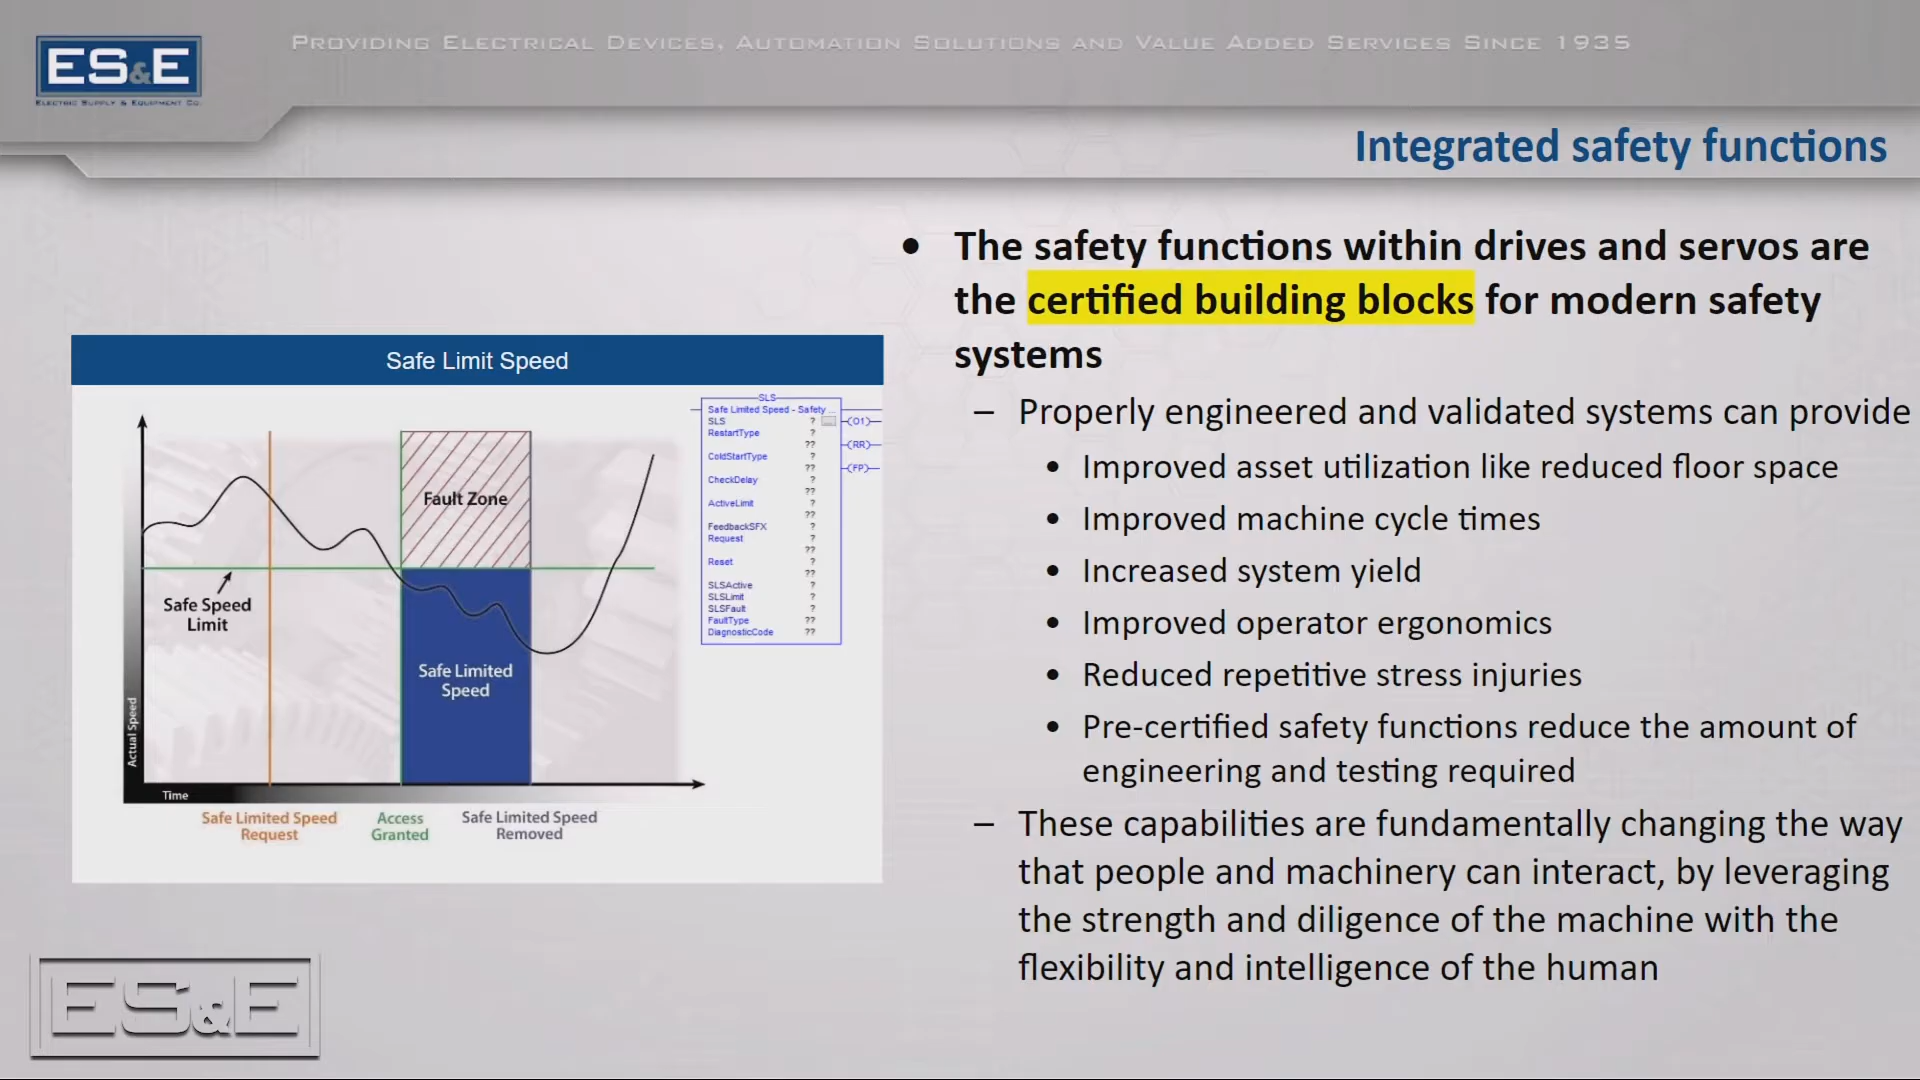 ES&E
ELECTRIC SUPPLY & EQUIPMENT CO.
PROVIDING ELECTRICAL DEVICES, AUTOMATION SOLUTIONS AND VALUE ADDED SERVICES SINCE 1935
Integrated safety functions
Safe Limit Speed
Fault Zone
Safe Speed
Limit
Safe Limited
Speed
Actual Speed
Time
Safe Limited Speed
Request
Access
Granted
Safe Limited Speed
Removed
SLS
Safe Limited Speed - Safety ...
SLS ? ... (O1)
RestartType ?
?? (RR)
ColdStartType ?
?? (FP)
CheckDelay ?
??
ActiveLimit ?
??
FeedbackSFX ?
Request ?
??
Reset ?
??
SLSActive ?
SLSLimit ?
SLSFault ?
FaultType ??
DiagnosticCode ??
• The safety functions within drives and servos are
the certified building blocks for modern safety
systems
– Properly engineered and validated systems can provide
• Improved asset utilization like reduced floor space
• Improved machine cycle times
• Increased system yield
• Improved operator ergonomics
• Reduced repetitive stress injuries
• Pre-certified safety functions reduce the amount of
engineering and testing required
– These capabilities are fundamentally changing the way
that people and machinery can interact, by leveraging
the strength and diligence of the machine with the
flexibility and intelligence of the human
ES&E